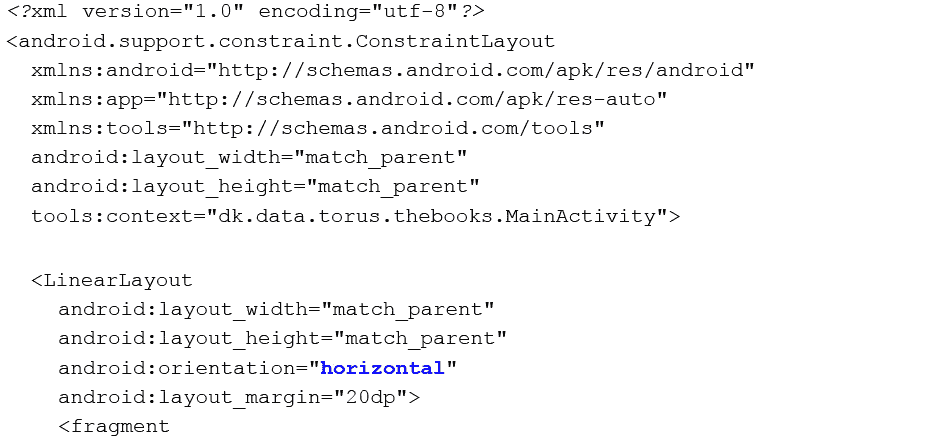 <?xml version="1.0" encoding="utf-8"?>
<android.support.constraint.ConstraintLayout
xmlns:android="http://schemas.android.com/apk/res/android"
xmlns:app="http://schemas.android.com/apk/res-auto"
xmlns:tools="http://schemas.android.com/tools"
android:layout_width="match_parent"
android:layout_height="match_parent"
tools:context="dk.data.torus.thebooks.MainActivity">
<LinearLayout
android:layout_width="match_parent"
android:layout_height="match_parent"
android:orientation="horizontal"
android:layout_margin="20dp">
<fragment